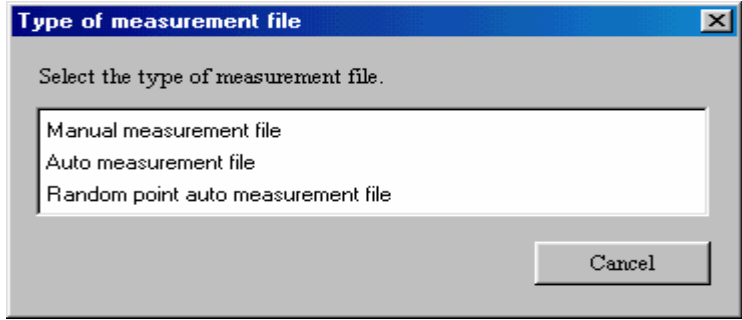 Type of measurement file
Select the type of measurement file.
Manual measurement file
Auto measurement file
Random point auto measurement file
Cancel